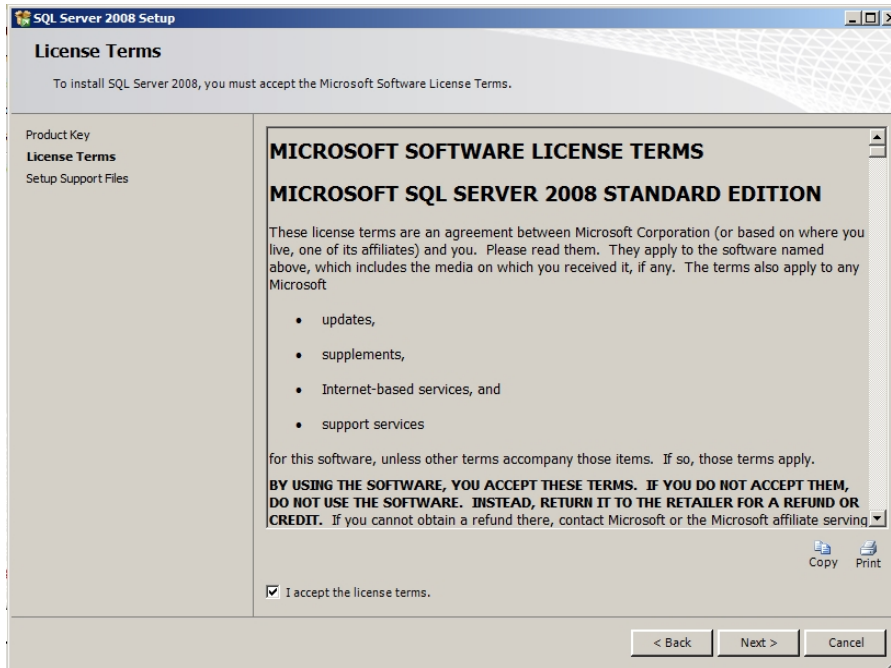 SQL Server 2008 Setup
License Terms
To install SQL Server 2008, you must accept the Microsoft Software License Terms.
Product Key
License Terms
Setup Support Files
MICROSOFT SOFTWARE LICENSE TERMS
MICROSOFT SQL SERVER 2008 STANDARD EDITION
These license terms are an agreement between Microsoft Corporation (or based on where you
live, one of its affiliates) and you. Please read them. They apply to the software named
above, which includes the media on which you received it, if any. The terms also apply to any
Microsoft
• updates,
• supplements,
• Internet-based services, and
• support services
for this software, unless other terms accompany those items. If so, those terms apply.
BY USING THE SOFTWARE, YOU ACCEPT THESE TERMS. IF YOU DO NOT ACCEPT THEM,
DO NOT USE THE SOFTWARE. INSTEAD, RETURN IT TO THE RETAILER FOR A REFUND OR
CREDIT. If you cannot obtain a refund there, contact Microsoft or the Microsoft affiliate serving
Copy Print
I accept the license terms.
< Back Next > Cancel